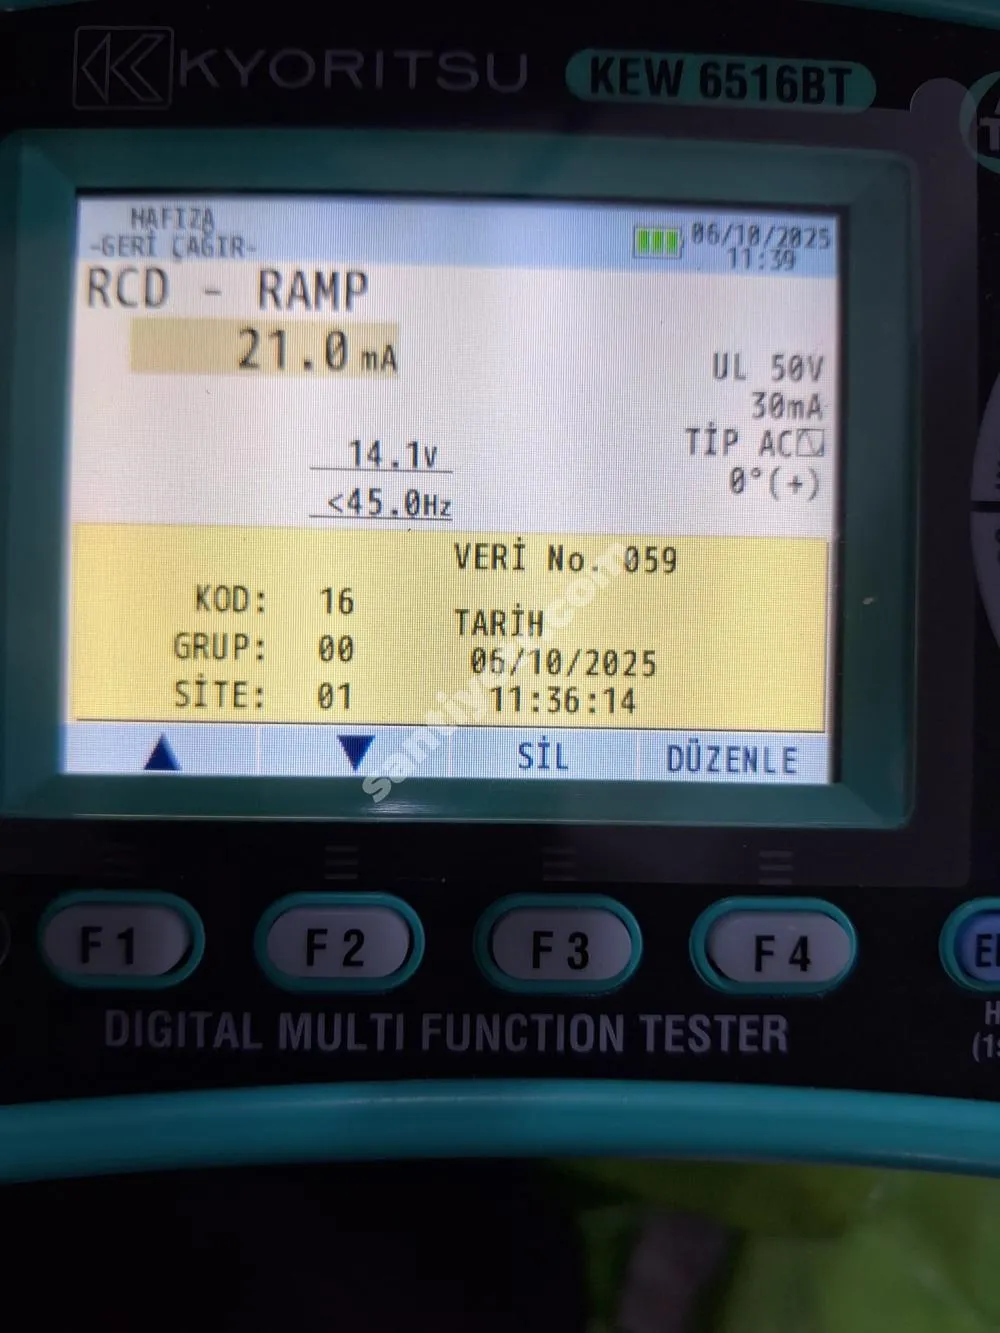 KYORITSU
KEW 6516BT
HAFIZA
-GERİ ÇAĞIR-
06/10/2025
11:39
RCD - RAMP
21.0 mA
UL 50V
30mA
TİP AC
0°(+)
14.1V
<45.0Hz
VERİ No. 059
KOD: 16
GRUP: 00
SİTE: 01
TARİH
06/10/2025
11:36:14
SİL
DÜZENLE
F1
F2
F3
F4
DIGITAL MULTI FUNCTION TESTER